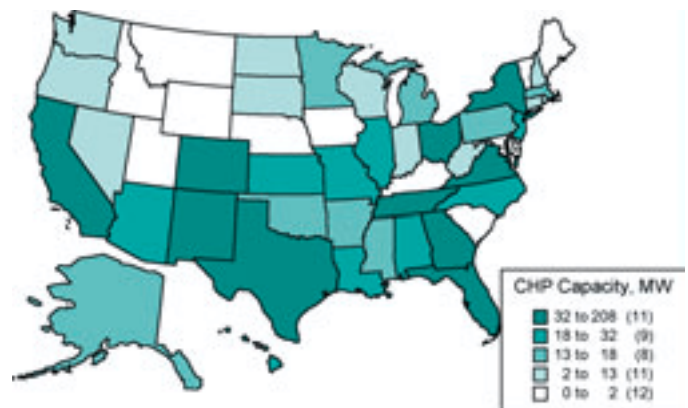 CHP Capacity, MW
32 to 208 (11)
18 to 32 (9)
13 to 18 (8)
2 to 13 (11)
0 to 2 (12)